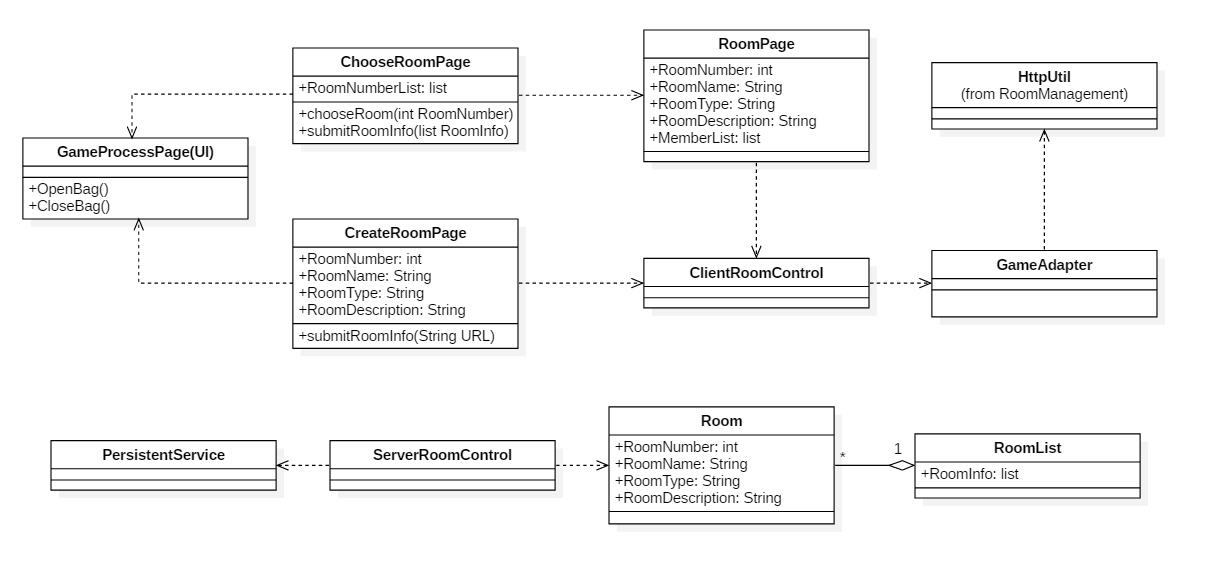 ChooseRoomPage
+RoomNumberList: list
+chooseRoom(int RoomNumber)
+submitRoomInfo(list RoomInfo)
RoomPage
+RoomNumber: int
+RoomName: String
+RoomType: String
+RoomDescription: String
+MemberList: list
HttpUtil
(from RoomManagement)
GameProcessPage(UI)
+OpenBag()
+CloseBag()
CreateRoomPage
+RoomNumber: int
+RoomName: String
+RoomType: String
+RoomDescription: String
+submitRoomInfo(String URL)
ClientRoomControl
GameAdapter
PersistentService
ServerRoomControl
Room
+RoomNumber: int
+RoomName: String
+RoomType: String
+RoomDescription: String
*
1
RoomList
+RoomInfo: list